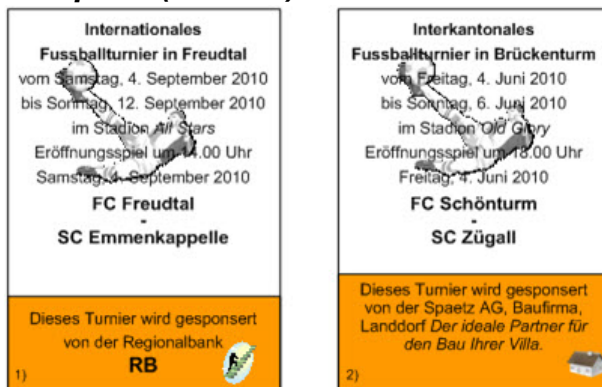 Internationales
Fussballturnier in Freudtal
vom Samstag, 4. September 2010
bis Sonntag, 12. September 2010
im Stadion All Stars
Eröffnungsspiel um 14.00 Uhr
Samstag, 4. September 2010
FC Freudtal
-
SC Emmenkappelle
Dieses Turnier wird gesponsert
von der Regionalbank
RB
1)
Interkantonales
Fussballturnier in Brückenturm
vom Freitag, 4. Juni 2010
bis Sonntag, 6. Juni 2010
im Stadion Old Glory
Eröffnungsspiel um 18.00 Uhr
Freitag, 4. Juni 2010
FC Schönturm
-
SC Zügall
Dieses Turnier wird gesponsert
von der Spaetz AG, Baufirma,
Landdorf Der ideale Partner für
den Bau Ihrer Villa.
2)